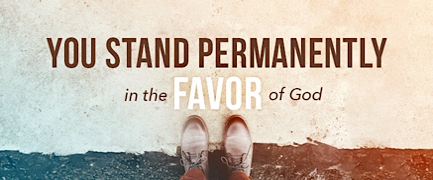 YOU STAND PERMANENTLY
in the FAVOR of God